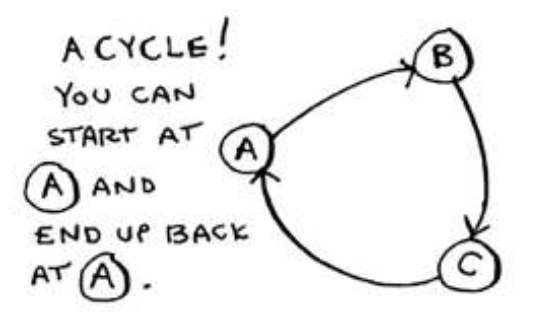 A CYCLE!
YOU CAN
START AT
A AND
END UP BACK
AT A.
B
A
C